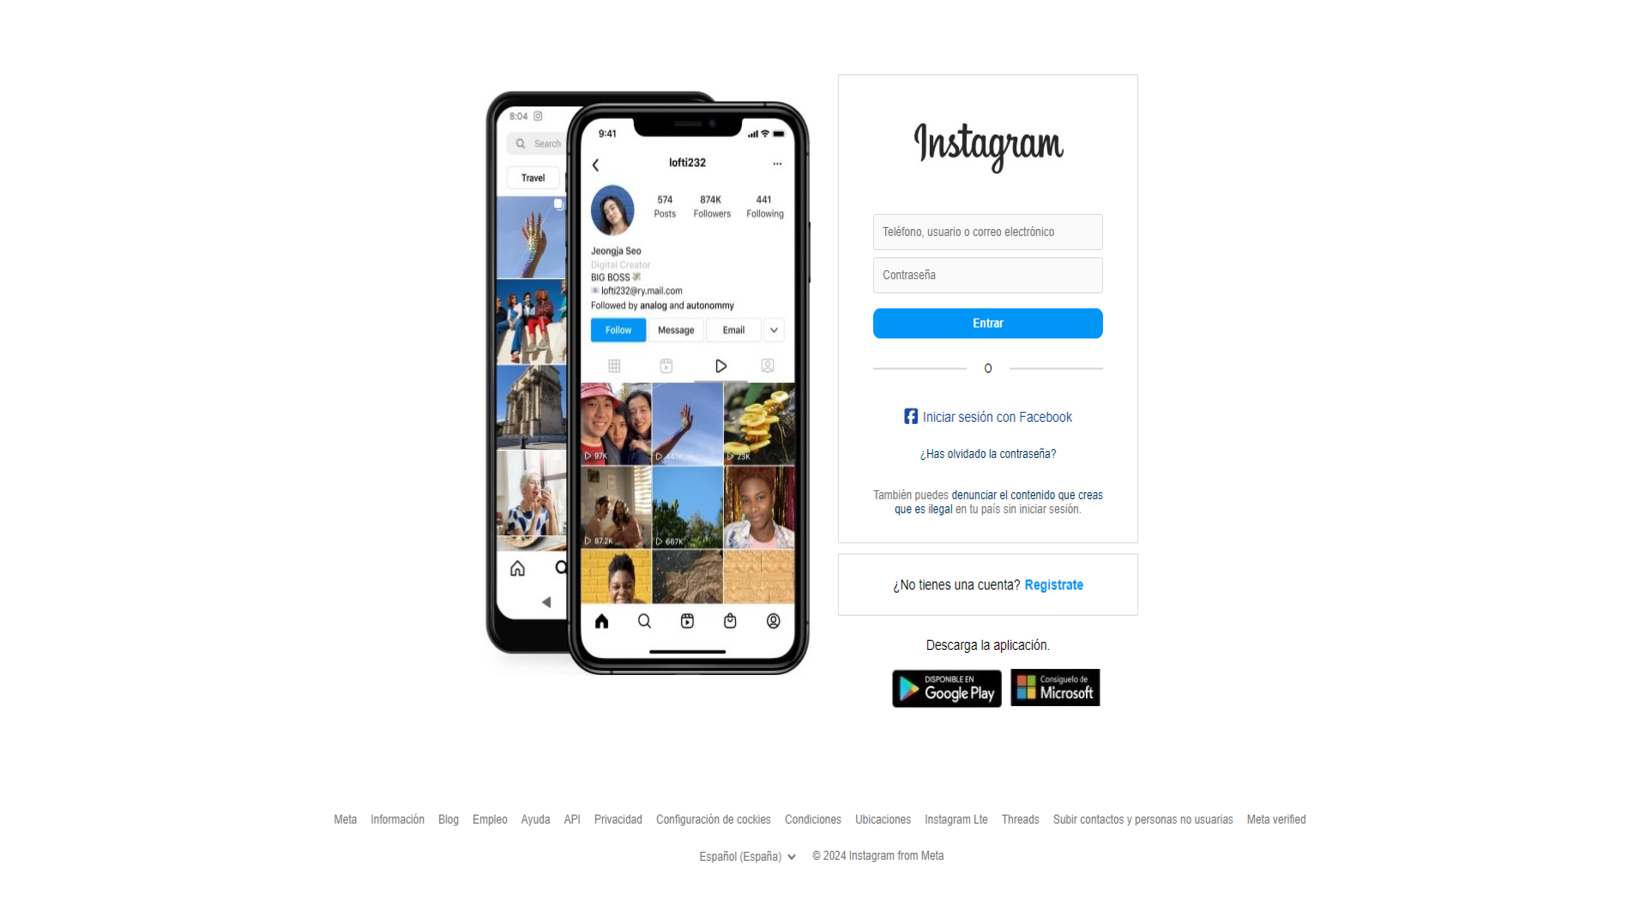 8:04
Search
Travel
9:41
lofti232
574
874K
441
Posts
Followers
Following
Jeongja Seo
Digital Creator
BIG BOSS
lofti232@ry.mail.com
Followed by analog and autonommy
Follow
Message
Email
97K
23K
87.2K
667K
Instagram
Teléfono, usuario o correo electrónico
Contraseña
Entrar
O
Iniciar sesión con Facebook
¿Has olvidado la contraseña?
También puedes denunciar el contenido que creas
que es ilegal en tu país sin iniciar sesión.
¿No tienes una cuenta? Registrate
Descarga la aplicación.
DISPONIBLE EN
Google Play
Consiguelo de
Microsoft
Meta Información Blog Empleo Ayuda API Privacidad Configuración de cockies Condiciones Ubicaciones Instagram Lte Threads Subir contactos y personas no usuarias Meta verified
Español (España) © 2024 Instagram from Meta